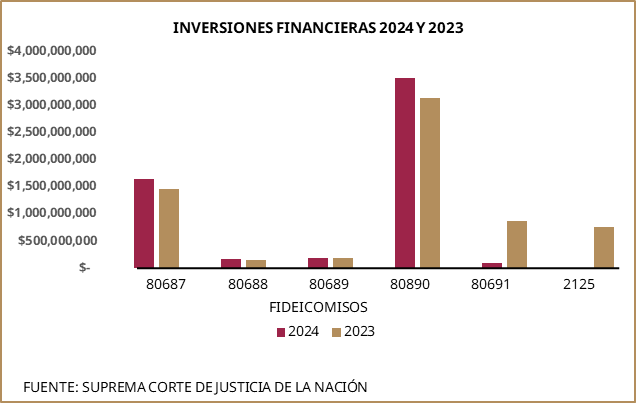 INVERSIONES FINANCIERAS 2024 Y 2023
$4,000,000,000
$3,500,000,000
$3,000,000,000
$2,500,000,000
$2,000,000,000
$1,500,000,000
$1,000,000,000
$500,000,000
$-
80687 80688 80689 80890 80691 2125
FIDEICOMISOS
2024 2023
FUENTE: SUPREMA CORTE DE JUSTICIA DE LA NACIÓN